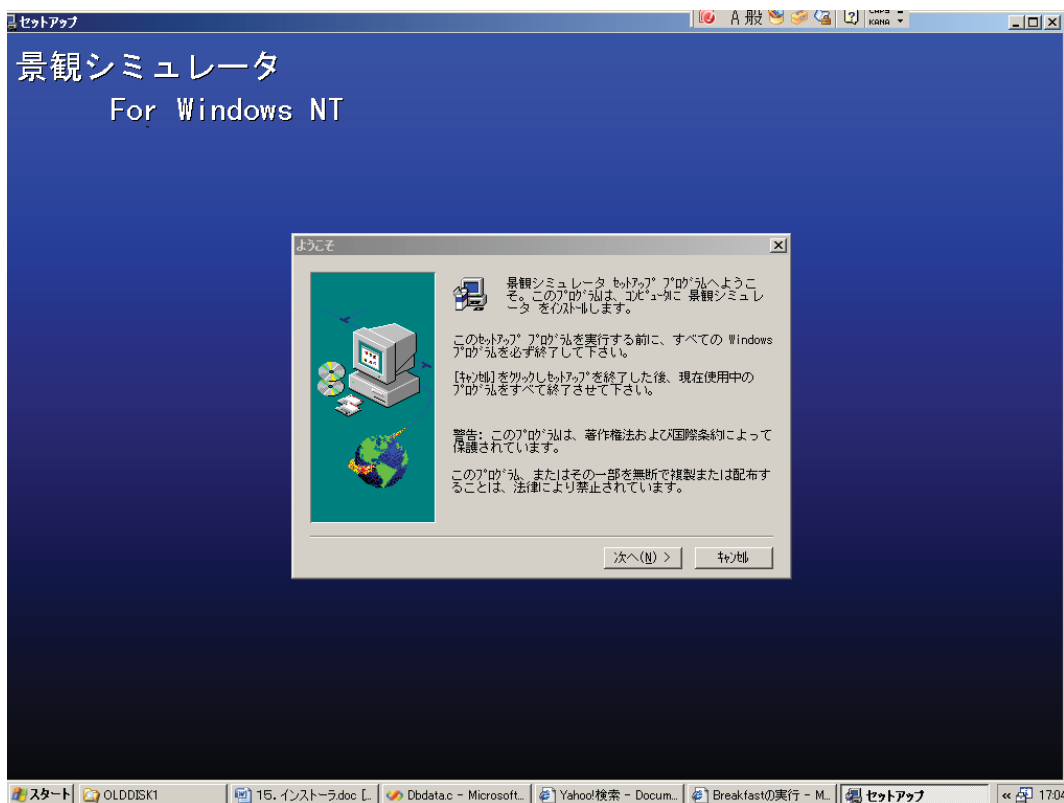 セットアップ
A 般
CAPS
KANA
景観シミュレータ
For Windows NT
ようこそ
景観シミュレータ ｾｯﾄｱｯﾌﾟ ﾌﾟﾛｸﾞﾗﾑへようこ
そ。このﾌﾟﾛｸﾞﾗﾑは、ｺﾝﾋﾟｭｰﾀに 景観シミュレ
ータ をｲﾝｽﾄｰﾙします。
このｾｯﾄｱｯﾌﾟ ﾌﾟﾛｸﾞﾗﾑを実行する前に、すべての Windows
ﾌﾟﾛｸﾞﾗﾑを必ず終了して下さい。
[ｷｬﾝｾﾙ]をｸﾘｯｸしｾｯﾄｱｯﾌﾟを終了した後、現在使用中の
ﾌﾟﾛｸﾞﾗﾑをすべて終了させて下さい。
警告: このﾌﾟﾛｸﾞﾗﾑは、著作権法および国際条約によって
保護されています。
このﾌﾟﾛｸﾞﾗﾑ、またはその一部を無断で複製または配布す
ることは、法律により禁止されています。
次へ(N) >
ｷｬﾝｾﾙ
スタート
OLDDISK1
15．インストーラ.doc [...
Dbdata.c - Microsoft...
Yahoo!検索 - Docum...
Breakfastの実行 - M...
セットアップ